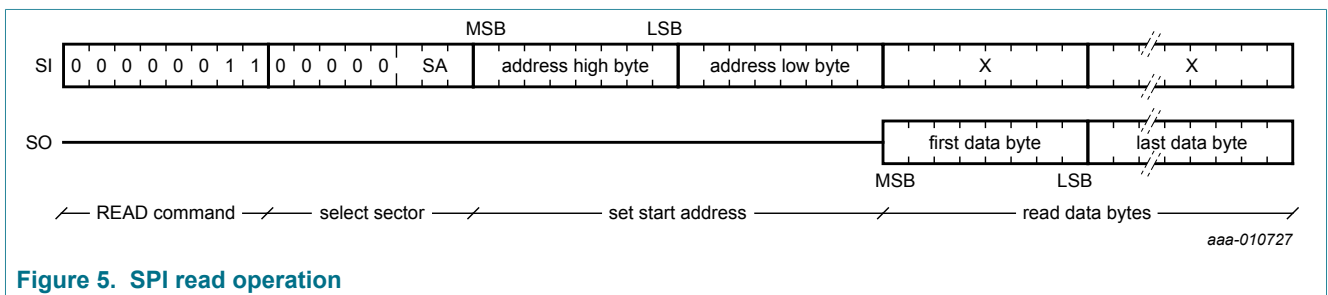 MSB LSB
SI 0 0 0 0 0 0 1 1 0 0 0 0 0 SA address high byte address low byte X X
SO first data byte last data byte
MSB LSB
READ command select sector set start address read data bytes
aaa-010727
Figure 5. SPI read operation